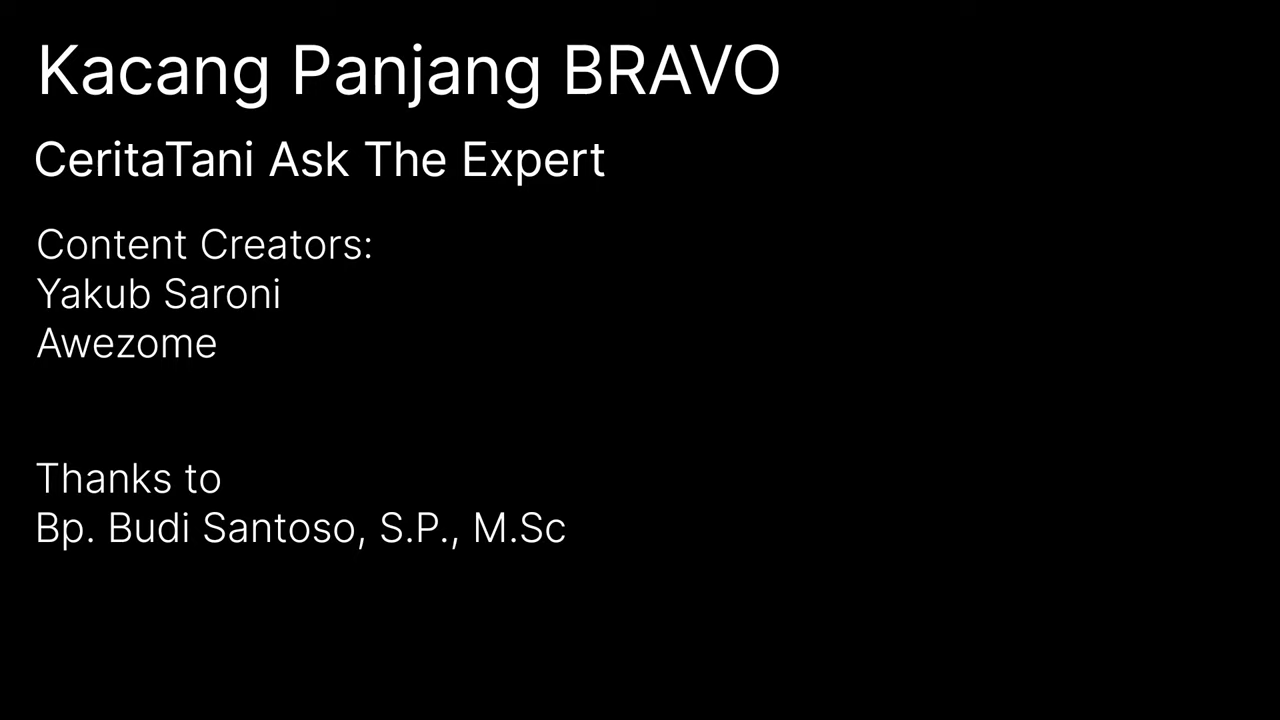 Kacang Panjang BRAVO
CeritaTani Ask The Expert
Content Creators:
Yakub Saroni
Awezome
Thanks to
Bp. Budi Santoso, S.P., M.Sc